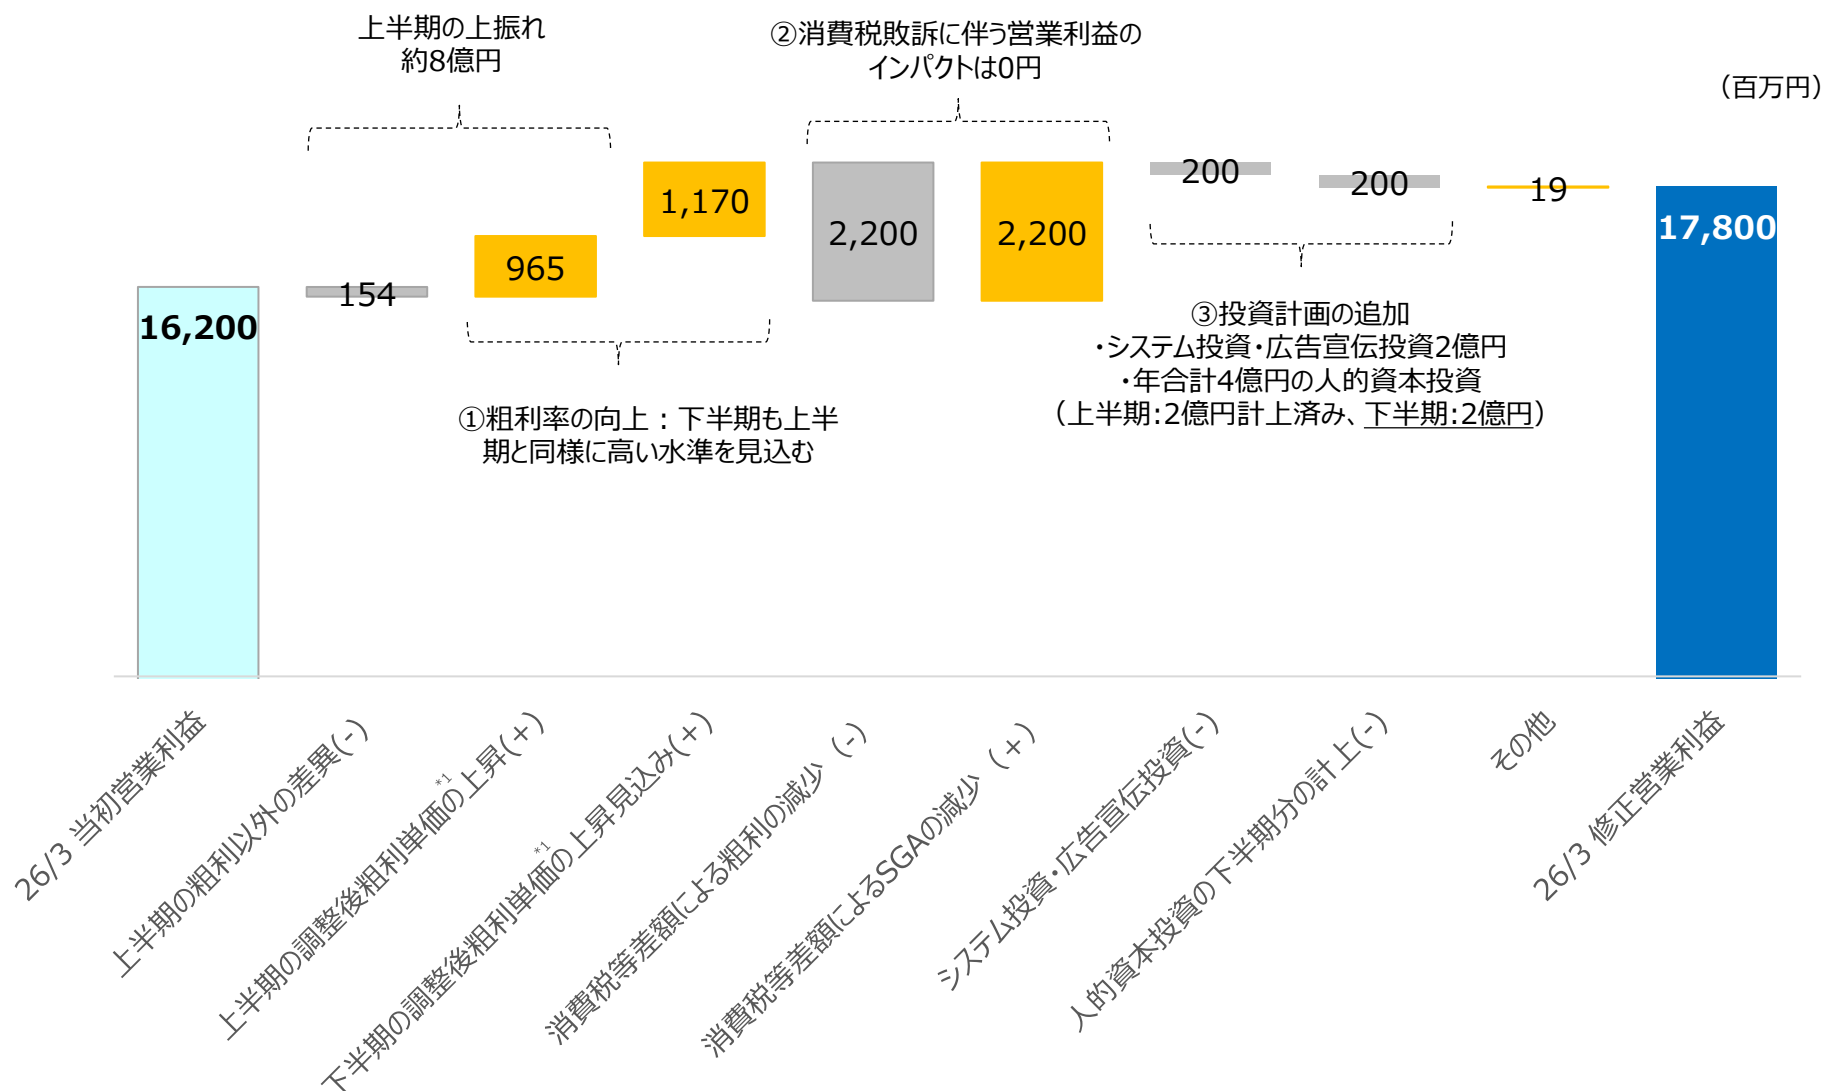 上半期の上振れ
約8億円
②消費税敗訴に伴う営業利益の
インパクトは0円
（百万円）
16,200
154
965
1,170
2,200
2,200
200
200
19
17,800
①粗利率の向上：下半期も上半
期と同様に高い水準を見込む
③投資計画の追加
・システム投資・広告宣伝投資2億円
・年合計4億円の人的資本投資
（上半期:2億円計上済み、下半期:2億円）
26/3 当初営業利益
上半期の粗利以外の差異(-)
上半期の調整後粗利単価*1の上昇(+)
下半期の調整後粗利単価*1の上昇見込み(+)
消費税等差額による粗利の減少（-）
消費税等差額によるSGAの減少（+）
システム投資・広告宣伝投資(-)
人的資本投資の下半期分の計上(-)
その他
26/3 修正営業利益